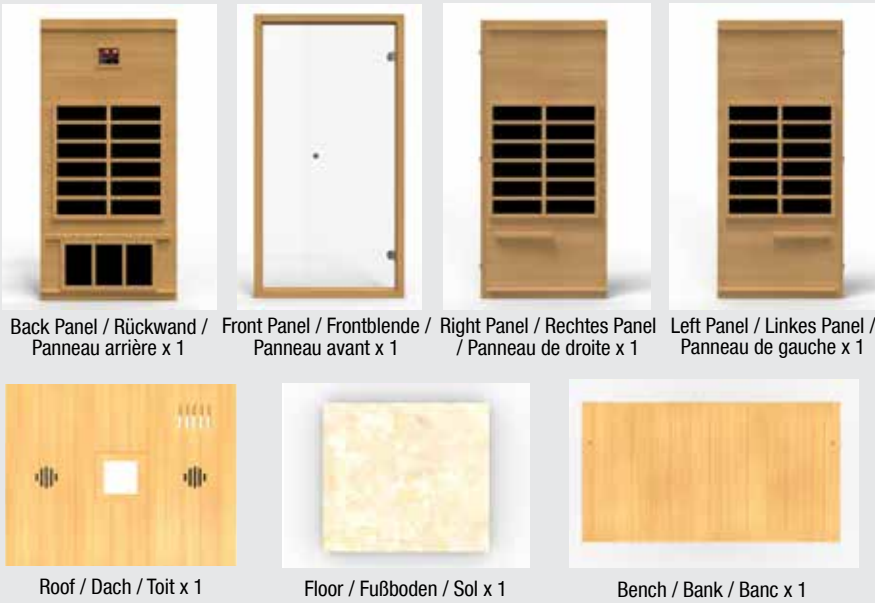 Back Panel / Rückwand /
Panneau arrière x 1
Front Panel / Frontblende /
Panneau avant x 1
Right Panel / Rechtes Panel
/ Panneau de droite x 1
Left Panel / Linkes Panel /
Panneau de gauche x 1
Roof / Dach / Toit x 1
Floor / Fußboden / Sol x 1
Bench / Bank / Banc x 1